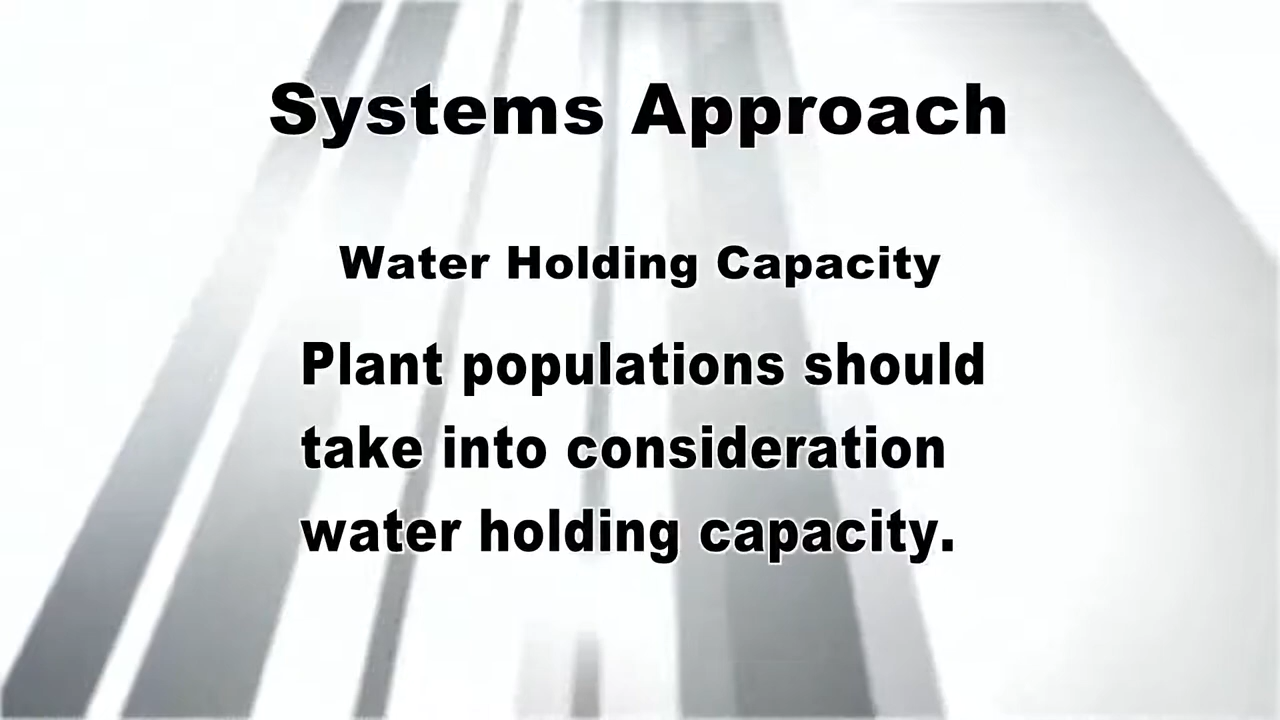 Systems Approach
Water Holding Capacity
Plant populations should
take into consideration
water holding capacity.